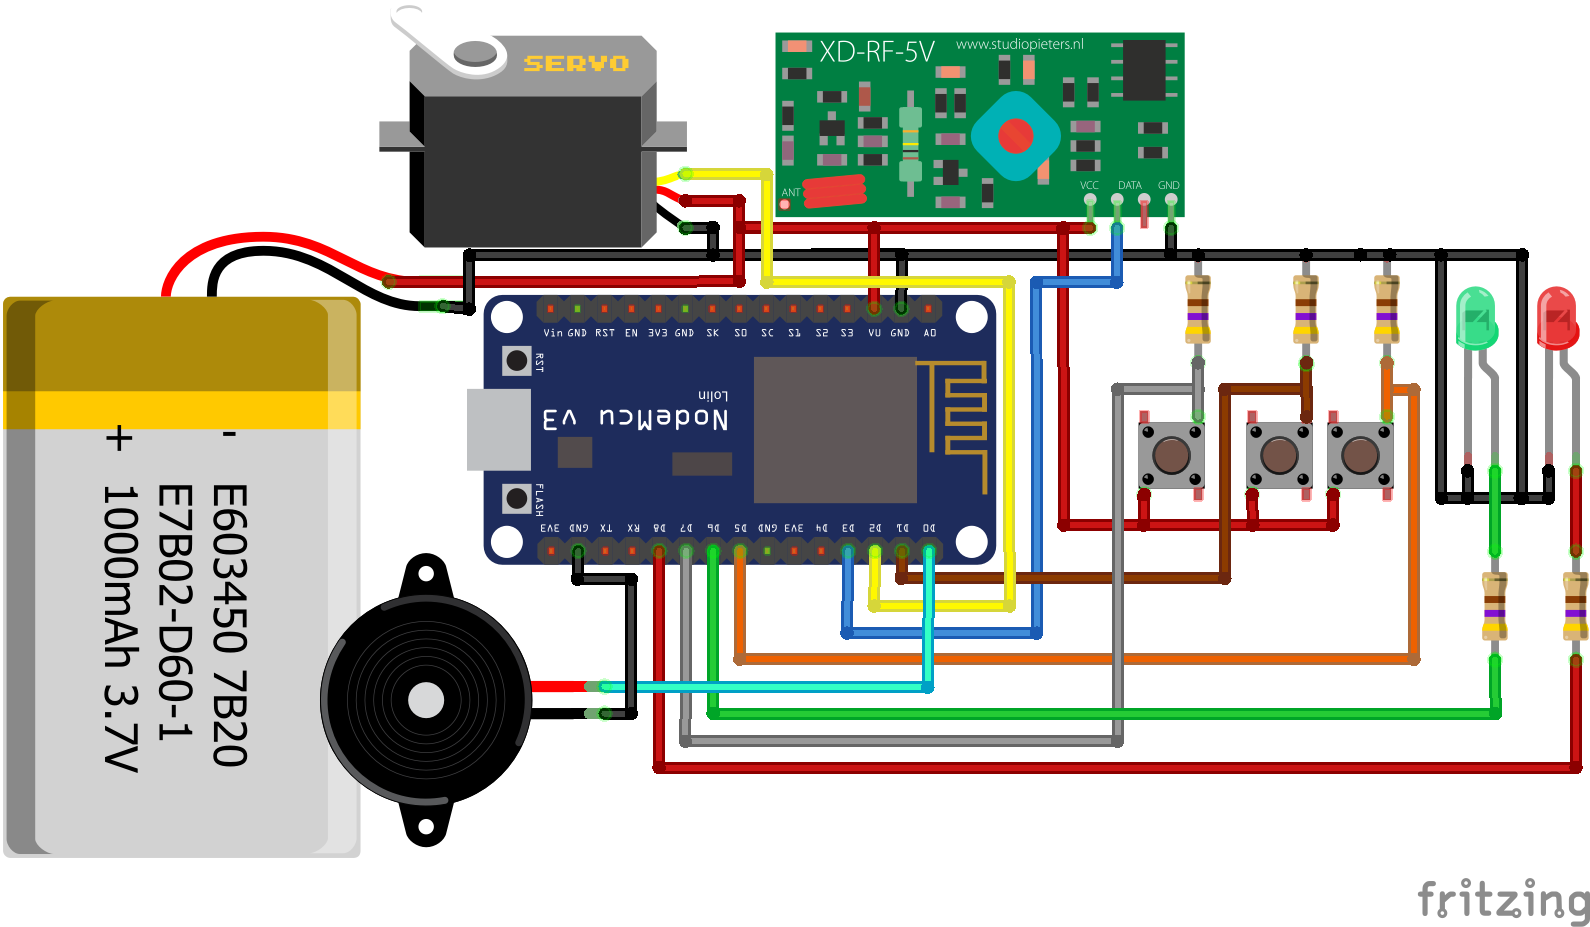 SERVO
XD-RF-5V
www.studiopieters.nl
ANT
VCC
DATA
GND
Vin GND RST EN 3V3 GND SK SO SC S1 S2 S3 VU GND A0
RST
Lolin
NodeMcu v3
FLASH
3V3 GND TX RX D8 D7 D6 D5 GND 3V3 D4 D3 D2 D1 D0
- E603450 7B20
E7B02-D60-1
+ 1000mAh 3.7V
fritzing